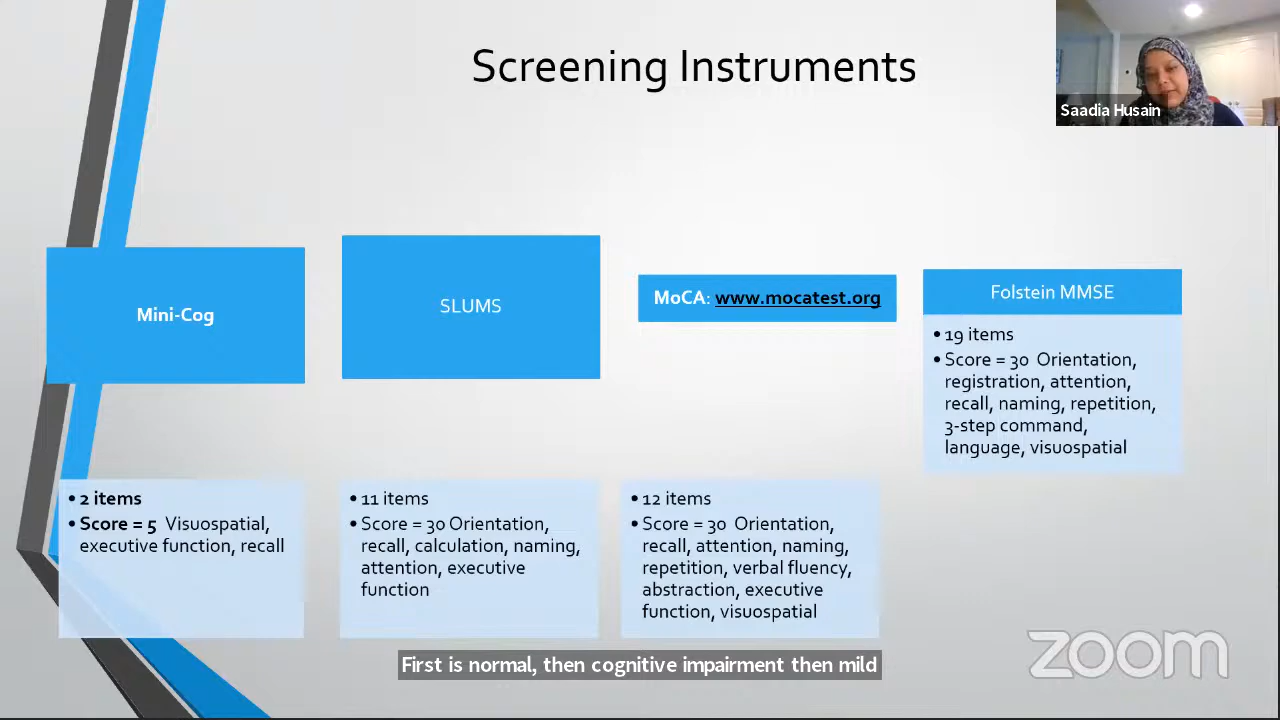 Screening Instruments
Saadia Husain
Mini-Cog
• 2 items
• Score = 5 Visuospatial,
executive function, recall
SLUMS
• 11 items
• Score = 30 Orientation,
recall, calculation, naming,
attention, executive
function
MoCA: www.mocatest.org
• 12 items
• Score = 30 Orientation,
recall, attention, naming,
repetition, verbal fluency,
abstraction, executive
function, visuospatial
Folstein MMSE
• 19 items
• Score = 30 Orientation,
registration, attention,
recall, naming, repetition,
3-step command,
language, visuospatial
First is normal, then cognitive impairment then mild
zoom